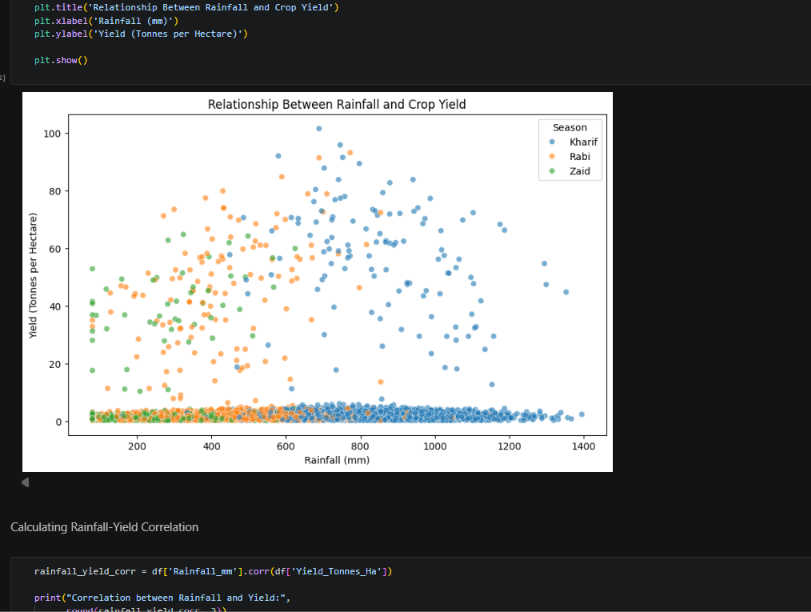 plt.title('Relationship Between Rainfall and Crop Yield')
plt.xlabel('Rainfall (mm)')
plt.ylabel('Yield (Tonnes per Hectare)')
plt.show()
Relationship Between Rainfall and Crop Yield
Season
Kharif
Rabi
Zaid
Yield (Tonnes per Hectare)
100
80
60
40
20
0
200 400 600 800 1000 1200 1400
Rainfall (mm)
Calculating Rainfall-Yield Correlation
rainfall_yield_corr = df['Rainfall_mm'].corr(df['Yield_Tonnes_Ha'])
print("Correlation between Rainfall and Yield:",